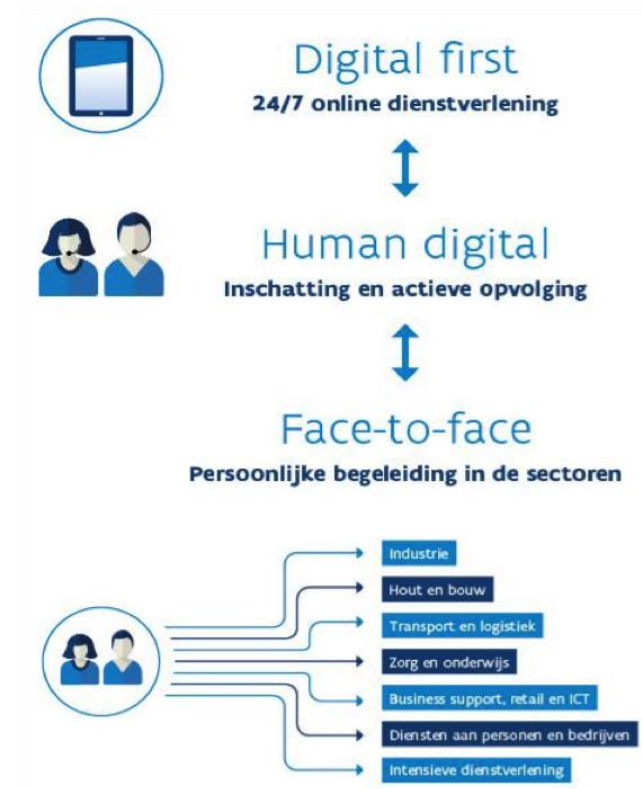 Digital first
24/7 online dienstverlening
Human digital
Inschatting en actieve opvolging
Face-to-face
Persoonlijke begeleiding in de sectoren
Industrie
Hout en bouw
Transport en logistiek
Zorg en onderwijs
Business support, retail en ICT
Diensten aan personen en bedrijven
Intensieve dienstverlening